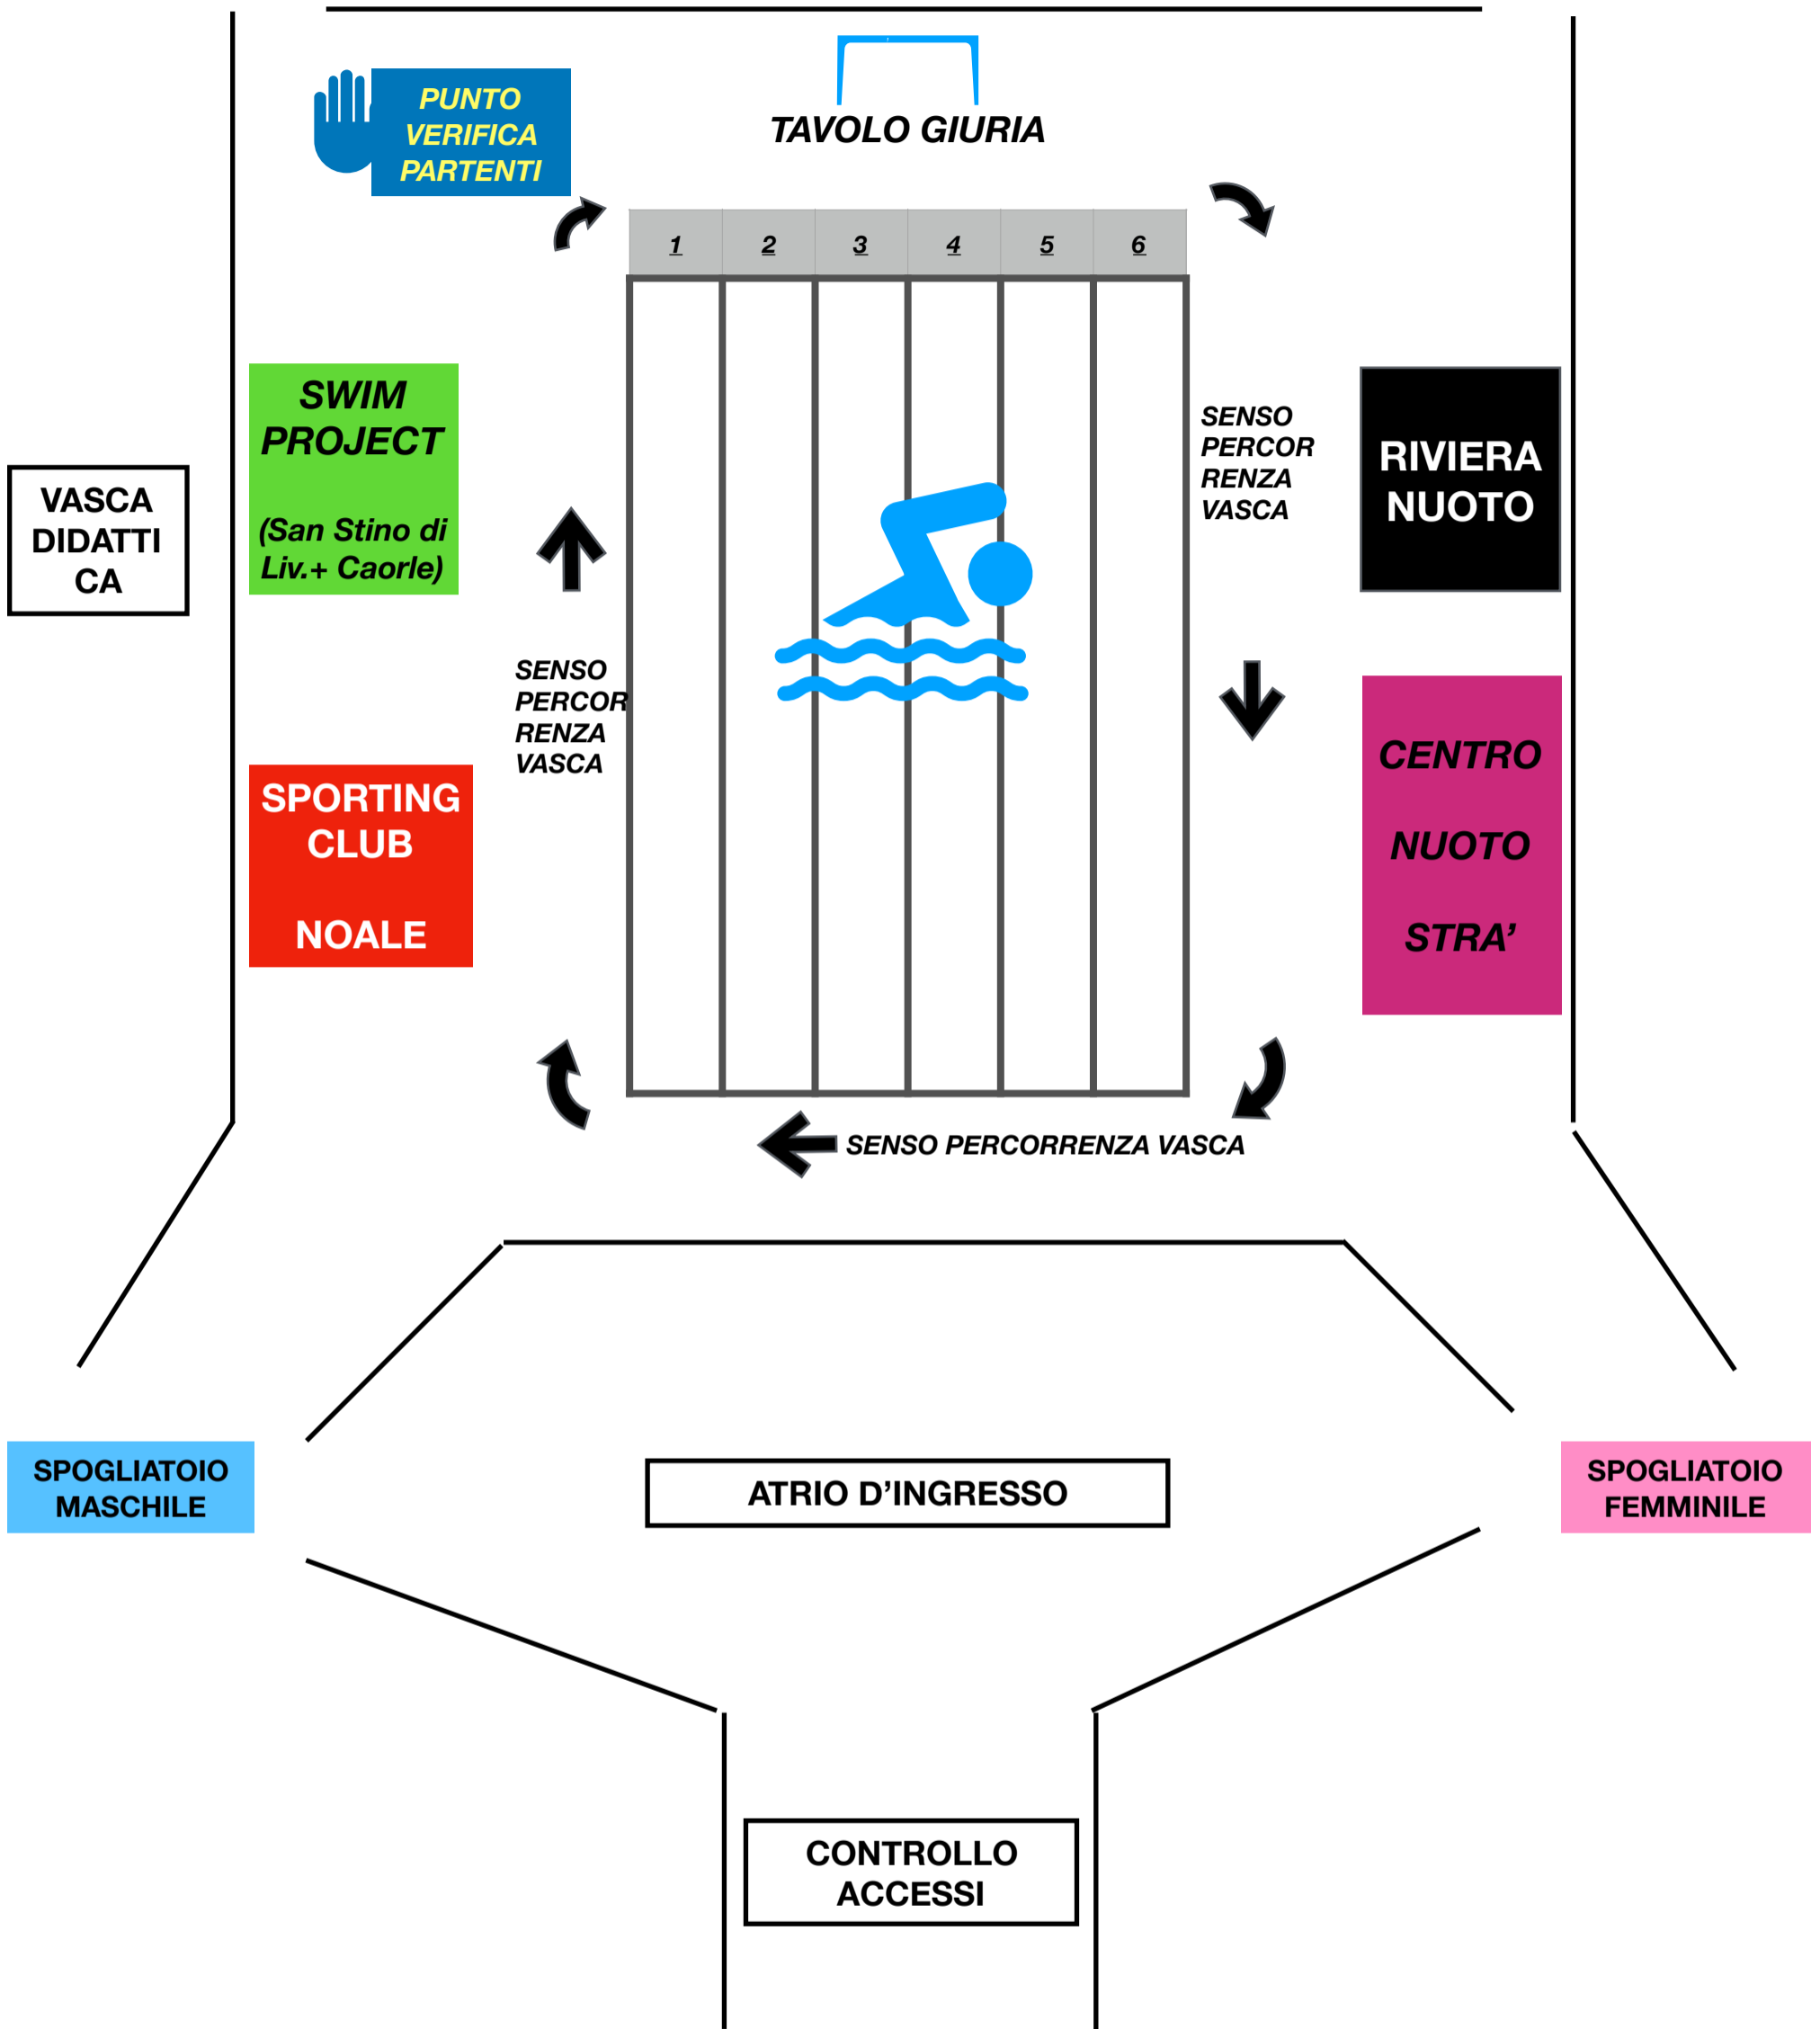 PUNTO
VERIFICA
PARTENTI
TAVOLO GIURIA
1 2 3 4 5 6
SWIM
PROJECT
(San Stino di
Liv.+ Caorle)
VASCA
DIDATTI
CA
SENSO
PERCOR
RENZA
VASCA
RIVIERA
NUOTO
SENSO
PERCOR
RENZA
VASCA
SPORTING
CLUB
NOALE
CENTRO
NUOTO
STRA’
SENSO PERCORRENZA VASCA
SPOGLIATOIO
MASCHILE
ATRIO D’INGRESSO
SPOGLIATOIO
FEMMINILE
CONTROLLO
ACCESSI